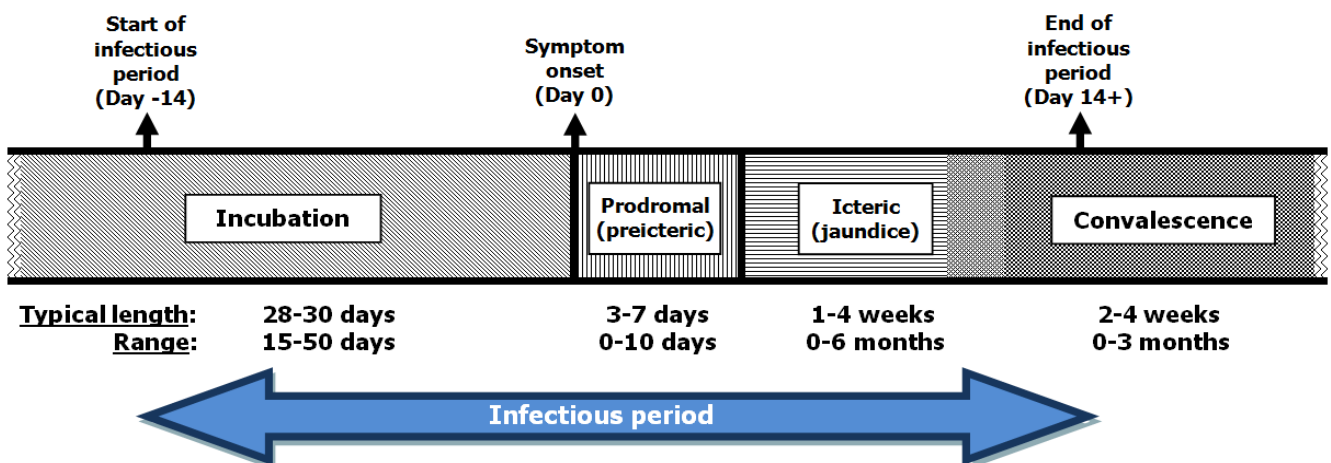 Start of
infectious
period
(Day -14)
Symptom
onset
(Day 0)
End of
infectious
period
(Day 14+)
Incubation
Prodromal
(preicteric)
Icteric
(jaundice)
Convalescence
Typical length: 28-30 days 3-7 days 1-4 weeks 2-4 weeks
Range: 15-50 days 0-10 days 0-6 months 0-3 months
Infectious period